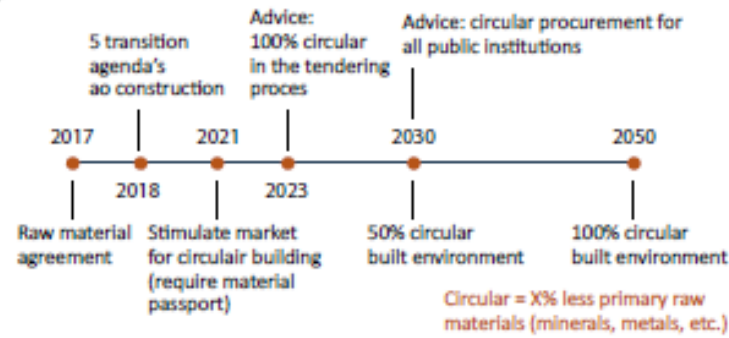 5 transition
agenda's
ao construction
Advice:
100% circular
in the tendering
proces
Advice: circular procurement for
all public institutions
2017
2018
2021
2023
2030
2050
Raw material
agreement
Stimulate market
for circulair building
(require material
passport)
50% circular
built environment
100% circular
built environment
Circular = X% less primary raw
materials (minerals, metals, etc.)